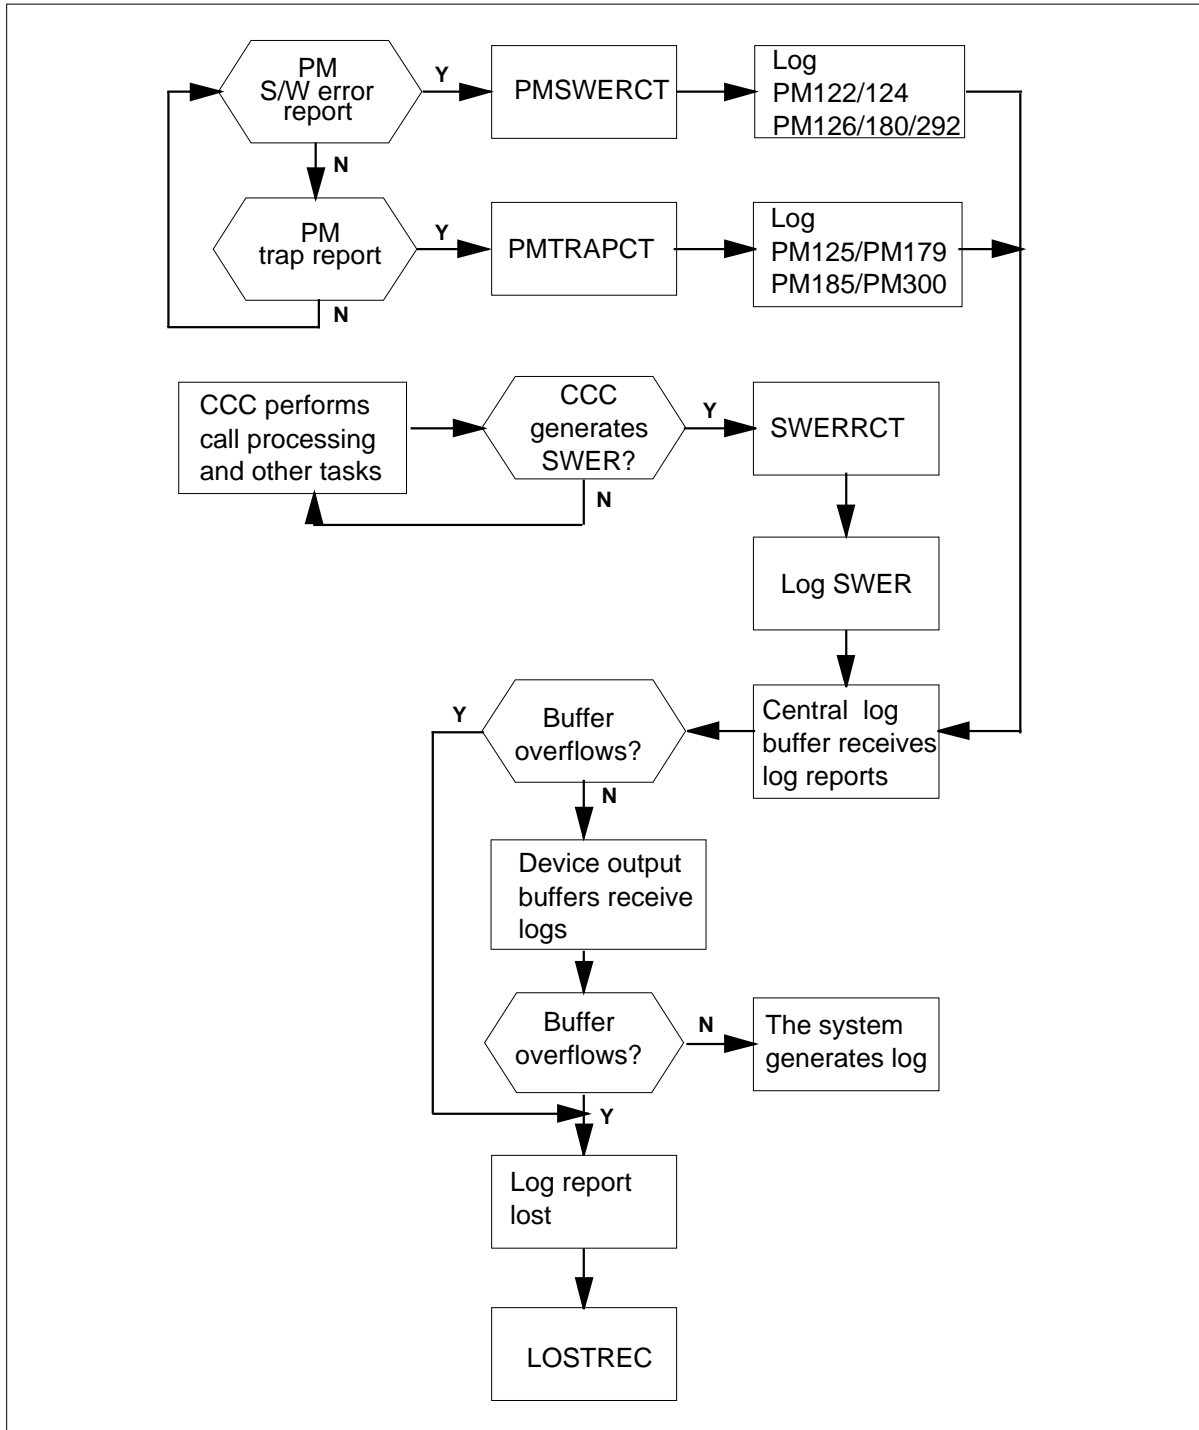 PM
S/W error
report
Y
PMSWERCT
Log
PM122/124
PM126/180/292
N
PM
trap report
Y
PMTRAPCT
Log
PM125/PM179
PM185/PM300
N
CCC performs
call processing
and other tasks
CCC
generates
SWER?
Y
SWERRCT
N
Log SWER
Central log
buffer receives
log reports
Buffer
overflows?
Y
N
Device output
buffers receive
logs
Buffer
overflows?
N
The system
generates log
Y
Log report
lost
LOSTREC